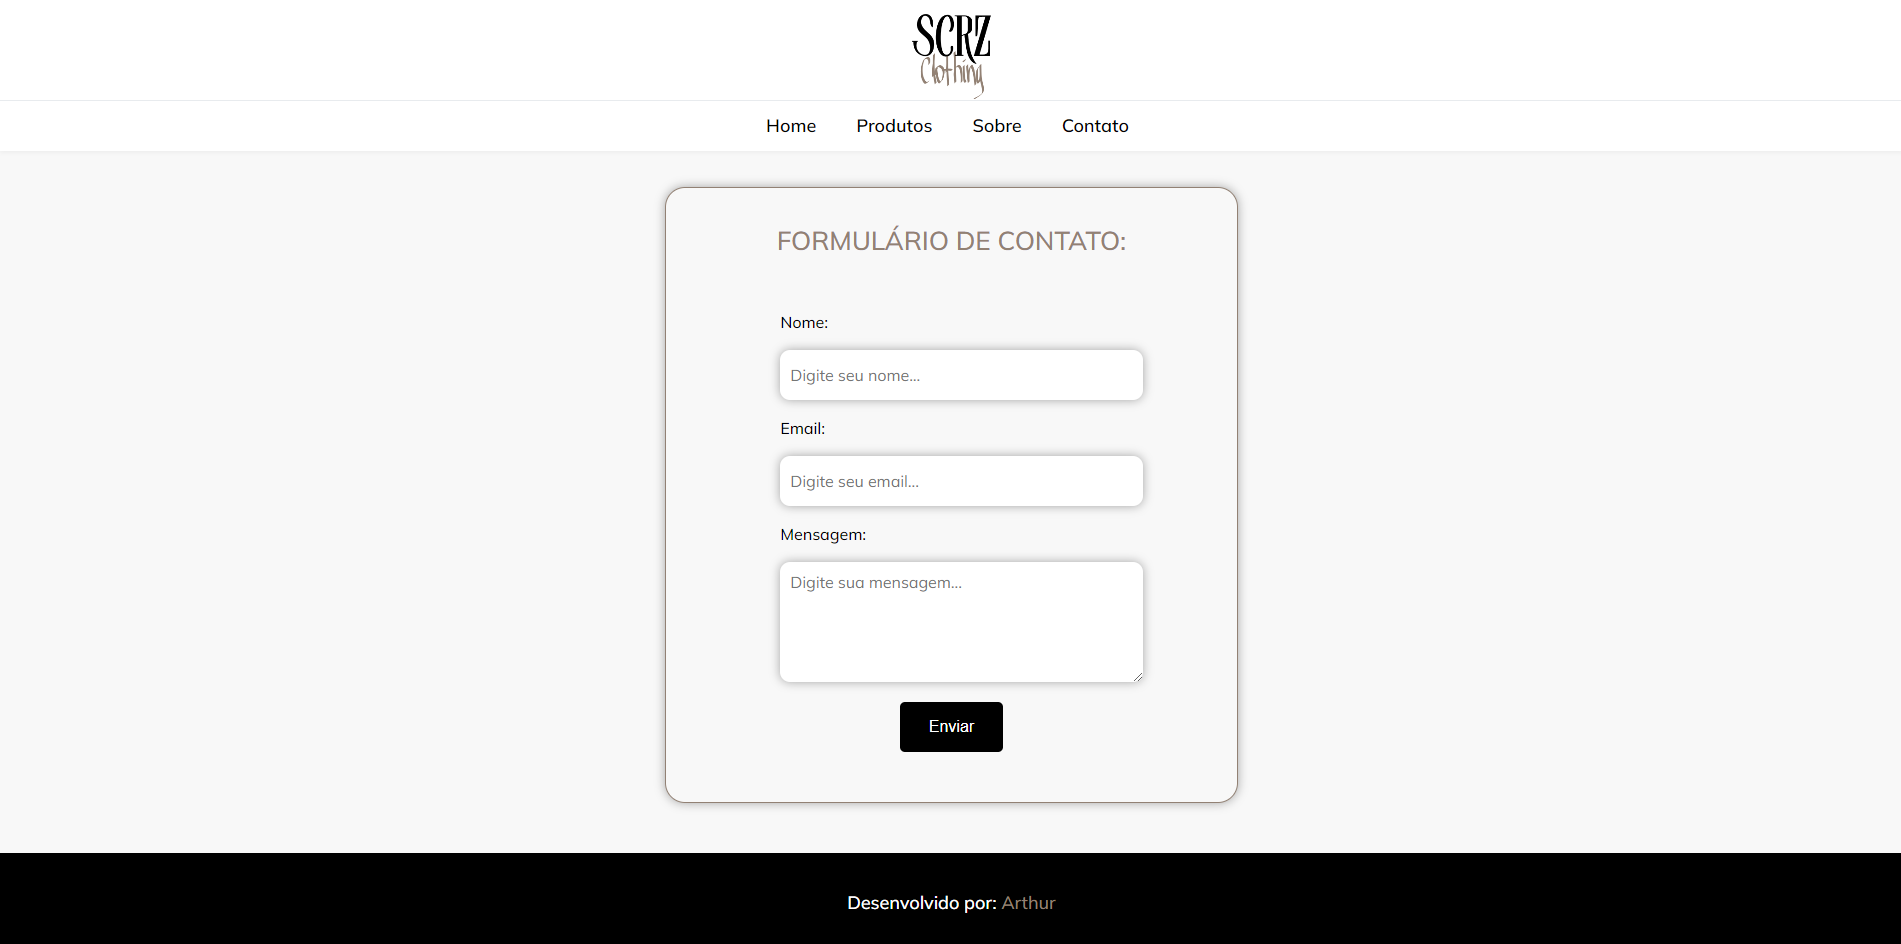 SCRZ
Clothing
Home Produtos Sobre Contato
FORMULÁRIO DE CONTATO:
Nome:
Digite seu nome...
Email:
Digite seu email...
Mensagem:
Digite sua mensagem...
Enviar
Desenvolvido por: Arthur